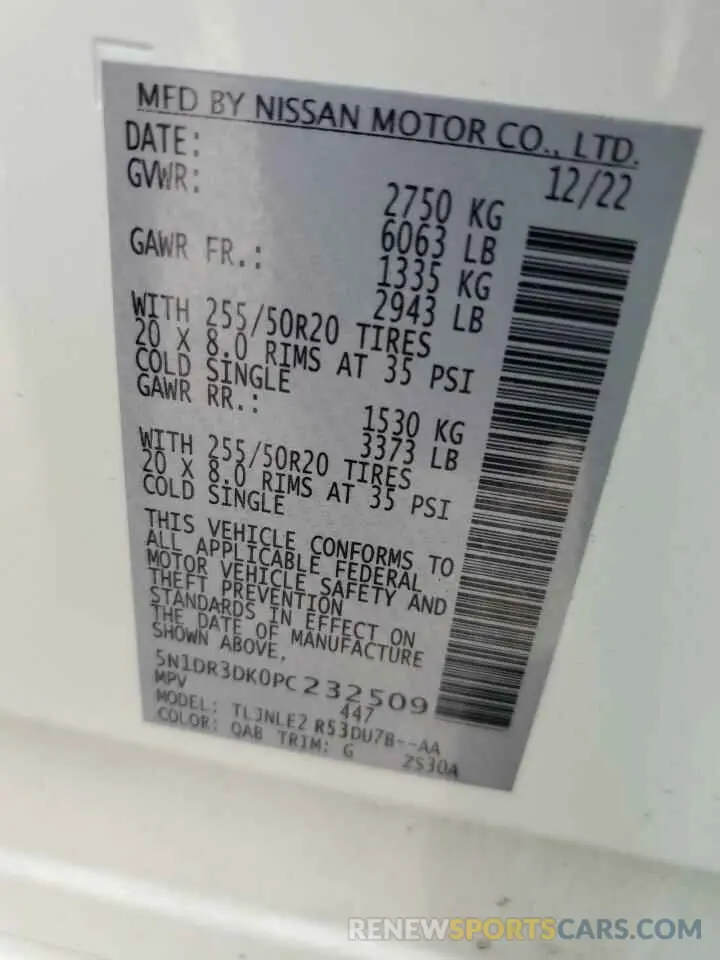 MFD BY NISSAN MOTOR CO., LTD.
DATE: 12/22
GVWR: 2750 KG
6063 LB
GAWR FR.: 1335 KG
2943 LB
WITH 255/50R20 TIRES
20 X 8.0 RIMS AT 35 PSI
COLD SINGLE
GAWR RR.: 1530 KG
3373 LB
WITH 255/50R20 TIRES
20 X 8.0 RIMS AT 35 PSI
COLD SINGLE
THIS VEHICLE CONFORMS TO
ALL APPLICABLE FEDERAL
MOTOR VEHICLE SAFETY AND
THEFT PREVENTION
STANDARDS IN EFFECT ON
THE DATE OF MANUFACTURE
SHOWN ABOVE.
5N1DR3DK0PC232509
MPV 447
MODEL: TLJNLE2 R53DU7B--AA
COLOR: QAB TRIM: G 2S30A
RENEWSPORTSCARS.COM